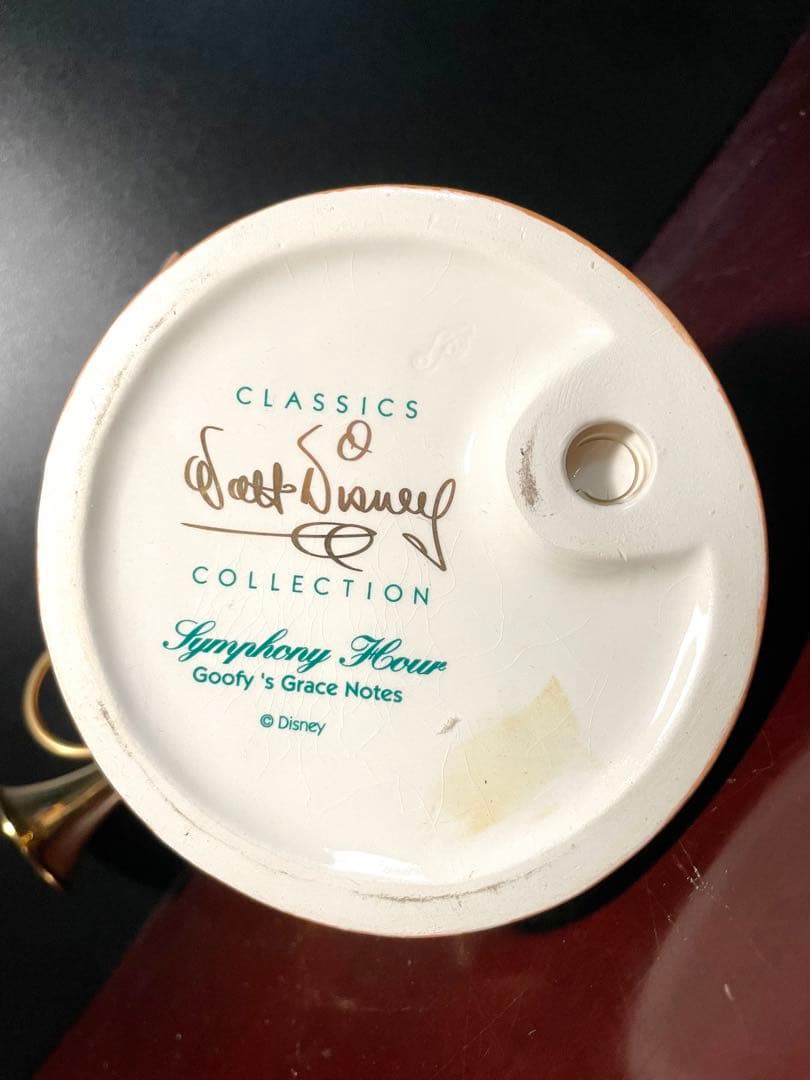 CLASSICS
Walt Disney
COLLECTION
Symphony Hour
Goofy 's Grace Notes
© Disney